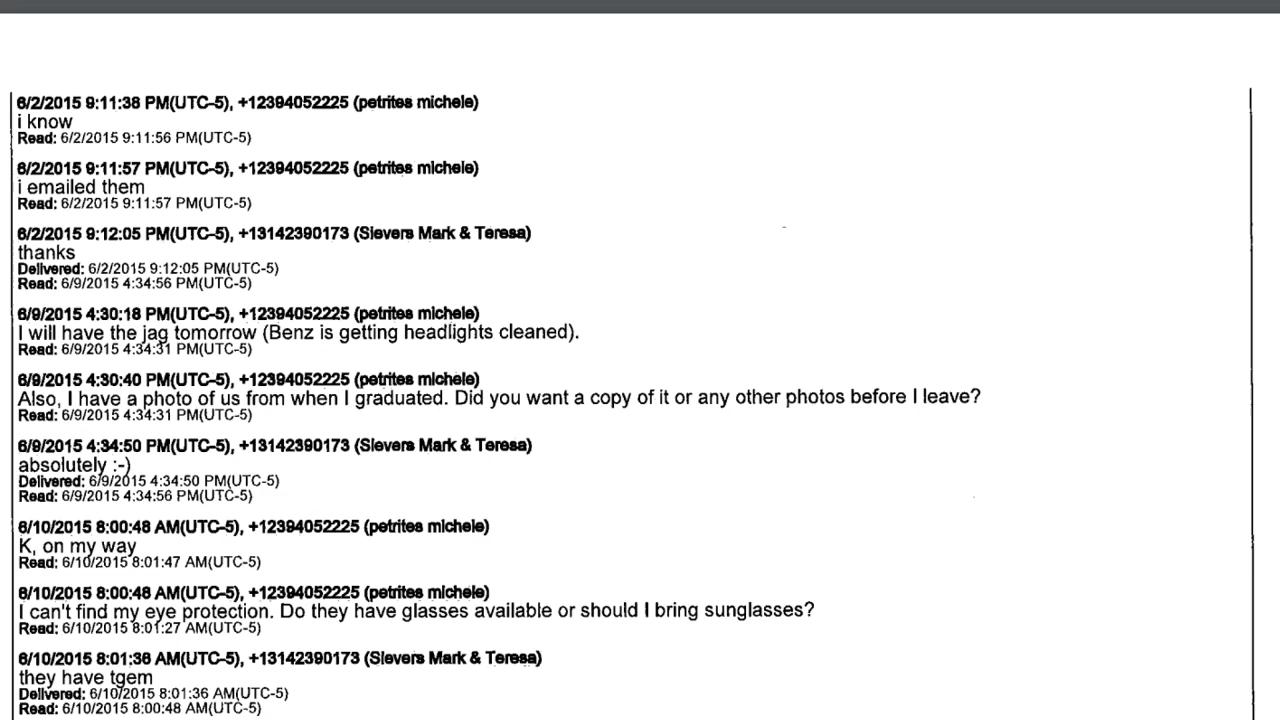 6/2/2015 9:11:38 PM(UTC-5), +12394052225 (petrites michele)
i know
Read: 6/2/2015 9:11:56 PM(UTC-5)
6/2/2015 9:11:57 PM(UTC-5), +12394052225 (petrites michele)
i emailed them
Read: 6/2/2015 9:11:57 PM(UTC-5)
6/2/2015 9:12:05 PM(UTC-5), +13142390173 (Sievers Mark & Teresa)
thanks
Delivered: 6/2/2015 9:12:05 PM(UTC-5)
Read: 6/9/2015 4:34:56 PM(UTC-5)
6/9/2015 4:30:18 PM(UTC-5), +12394052225 (petrites michele)
I will have the jag tomorrow (Benz is getting headlights cleaned).
Read: 6/9/2015 4:34:31 PM(UTC-5)
6/9/2015 4:30:40 PM(UTC-5), +12394052225 (petrites michele)
Also, I have a photo of us from when I graduated. Did you want a copy of it or any other photos before I leave?
Read: 6/9/2015 4:34:31 PM(UTC-5)
6/9/2015 4:34:50 PM(UTC-5), +13142390173 (Sievers Mark & Teresa)
absolutely :-)
Delivered: 6/9/2015 4:34:50 PM(UTC-5)
Read: 6/9/2015 4:34:56 PM(UTC-5)
6/10/2015 8:00:48 AM(UTC-5), +12394052225 (petrites michele)
K, on my way
Read: 6/10/2015 8:01:47 AM(UTC-5)
6/10/2015 8:00:48 AM(UTC-5), +12394052225 (petrites michele)
I can't find my eye protection. Do they have glasses available or should I bring sunglasses?
Read: 6/10/2015 8:01:27 AM(UTC-5)
6/10/2015 8:01:36 AM(UTC-5), +13142390173 (Sievers Mark & Teresa)
they have tgem
Delivered: 6/10/2015 8:01:36 AM(UTC-5)
Read: 6/10/2015 8:00:48 AM(UTC-5)